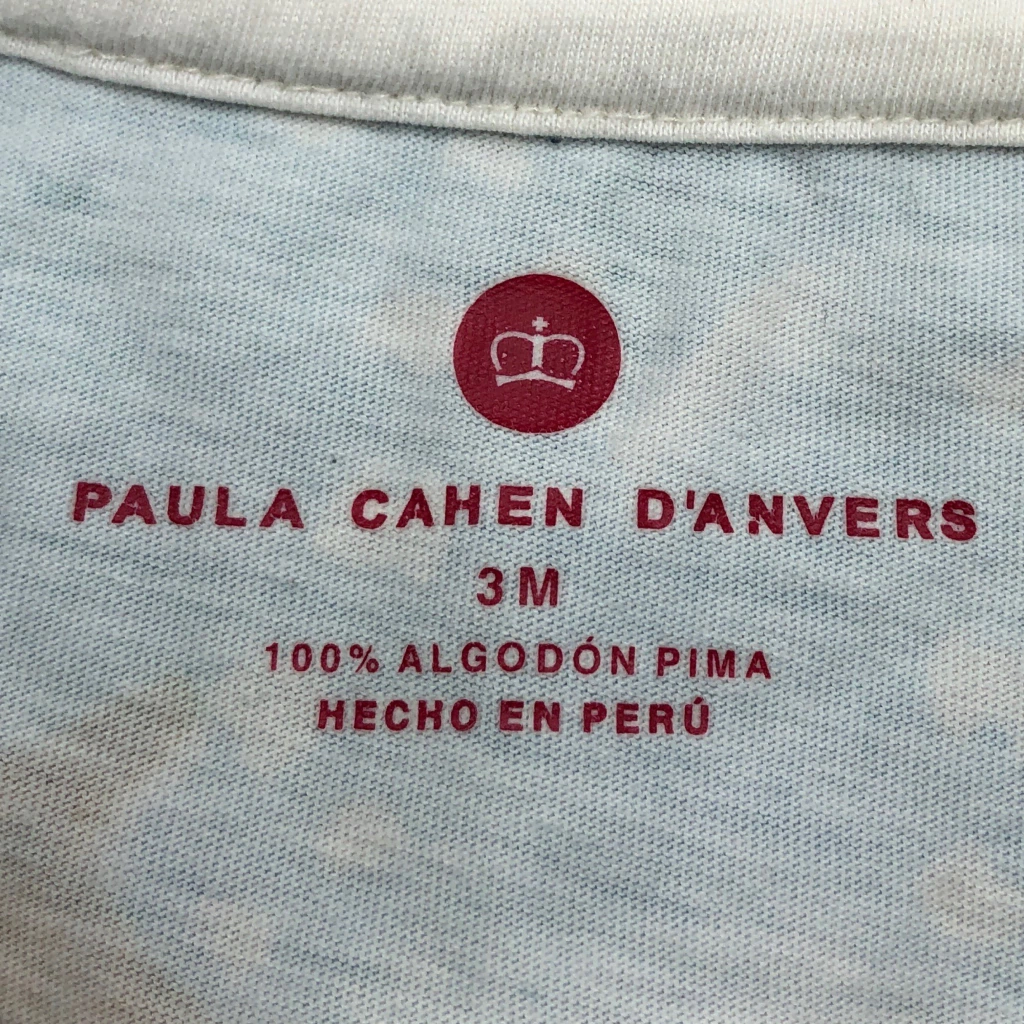 PAULA CAHEN D'ANVERS
3M
100% ALGODÓN PIMA
HECHO EN PERÚ